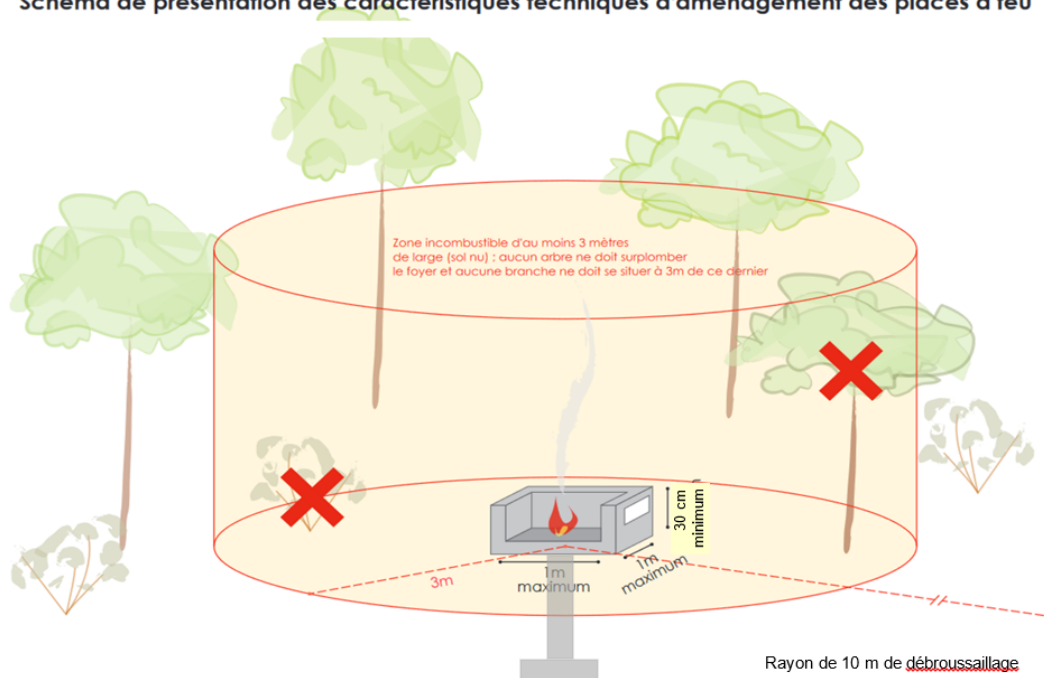 Schéma de présentation des caractéristiques techniques d'aménagement des places à feu
Zone incombustible d'au moins 3 mètres
de large (sol nu) ; aucun arbre ne doit surplomber
le foyer et aucune branche ne doit se situer à 3m de ce dernier
30 cm
minimum
3m
1m
maximum
1m
maximum
Rayon de 10 m de débroussaillage